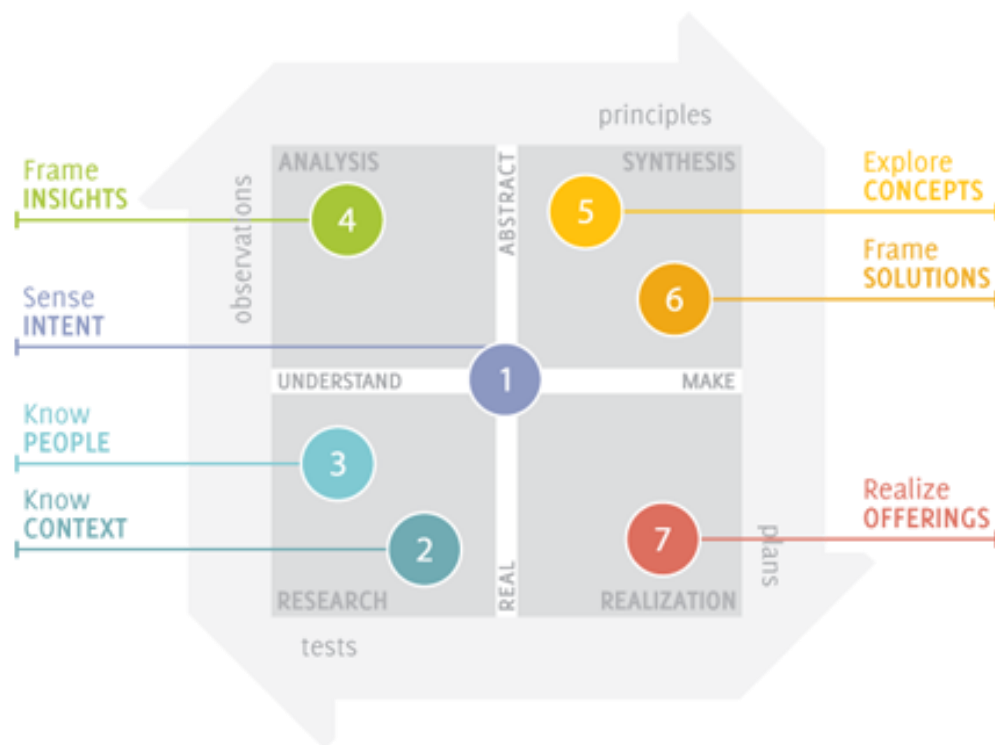 principles
ANALYSIS
SYNTHESIS
Frame
INSIGHTS
4
observations
ABSTRACT
5
Explore
CONCEPTS
6
Frame
SOLUTIONS
Sense
INTENT
UNDERSTAND
1
MAKE
Know
PEOPLE
3
Know
CONTEXT
2
REAL
7
Realize
OFFERINGS
plans
RESEARCH
REALIZATION
tests